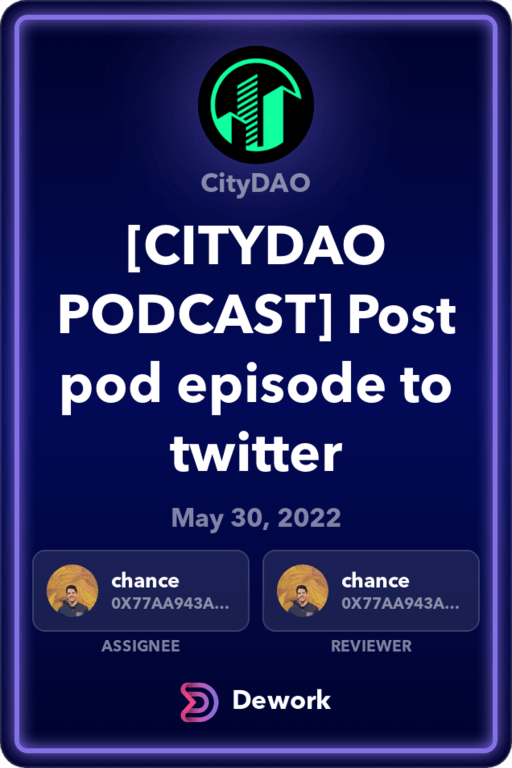 CityDAO
[CITYDAO
PODCAST] Post
pod episode to
twitter
May 30, 2022
chance
0X77AA943A...
ASSIGNEE
chance
0X77AA943A...
REVIEWER
Dework